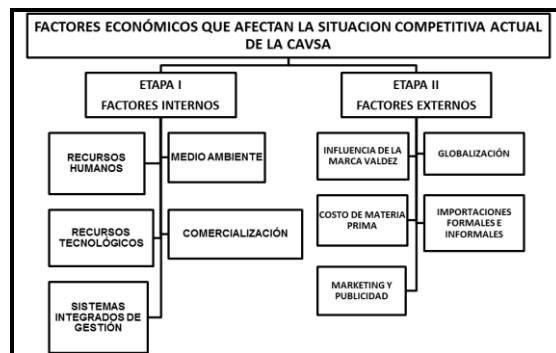 FACTORES ECONÓMICOS QUE AFECTAN LA SITUACION COMPETITIVA ACTUAL
DE LA CAVSA
ETAPA I
FACTORES INTERNOS
RECURSOS
HUMANOS
MEDIO AMBIENTE
RECURSOS
TECNOLÓGICOS
COMERCIALIZACIÓN
SISTEMAS
INTEGRADOS DE
GESTIÓN
ETAPA II
FACTORES EXTERNOS
INFLUENCIA DE LA
MARCA VALDEZ
GLOBALIZACIÓN
COSTO DE MATERIA
PRIMA
IMPORTACIONES
FORMALES E
INFORMALES
MARKETING Y
PUBLICIDAD